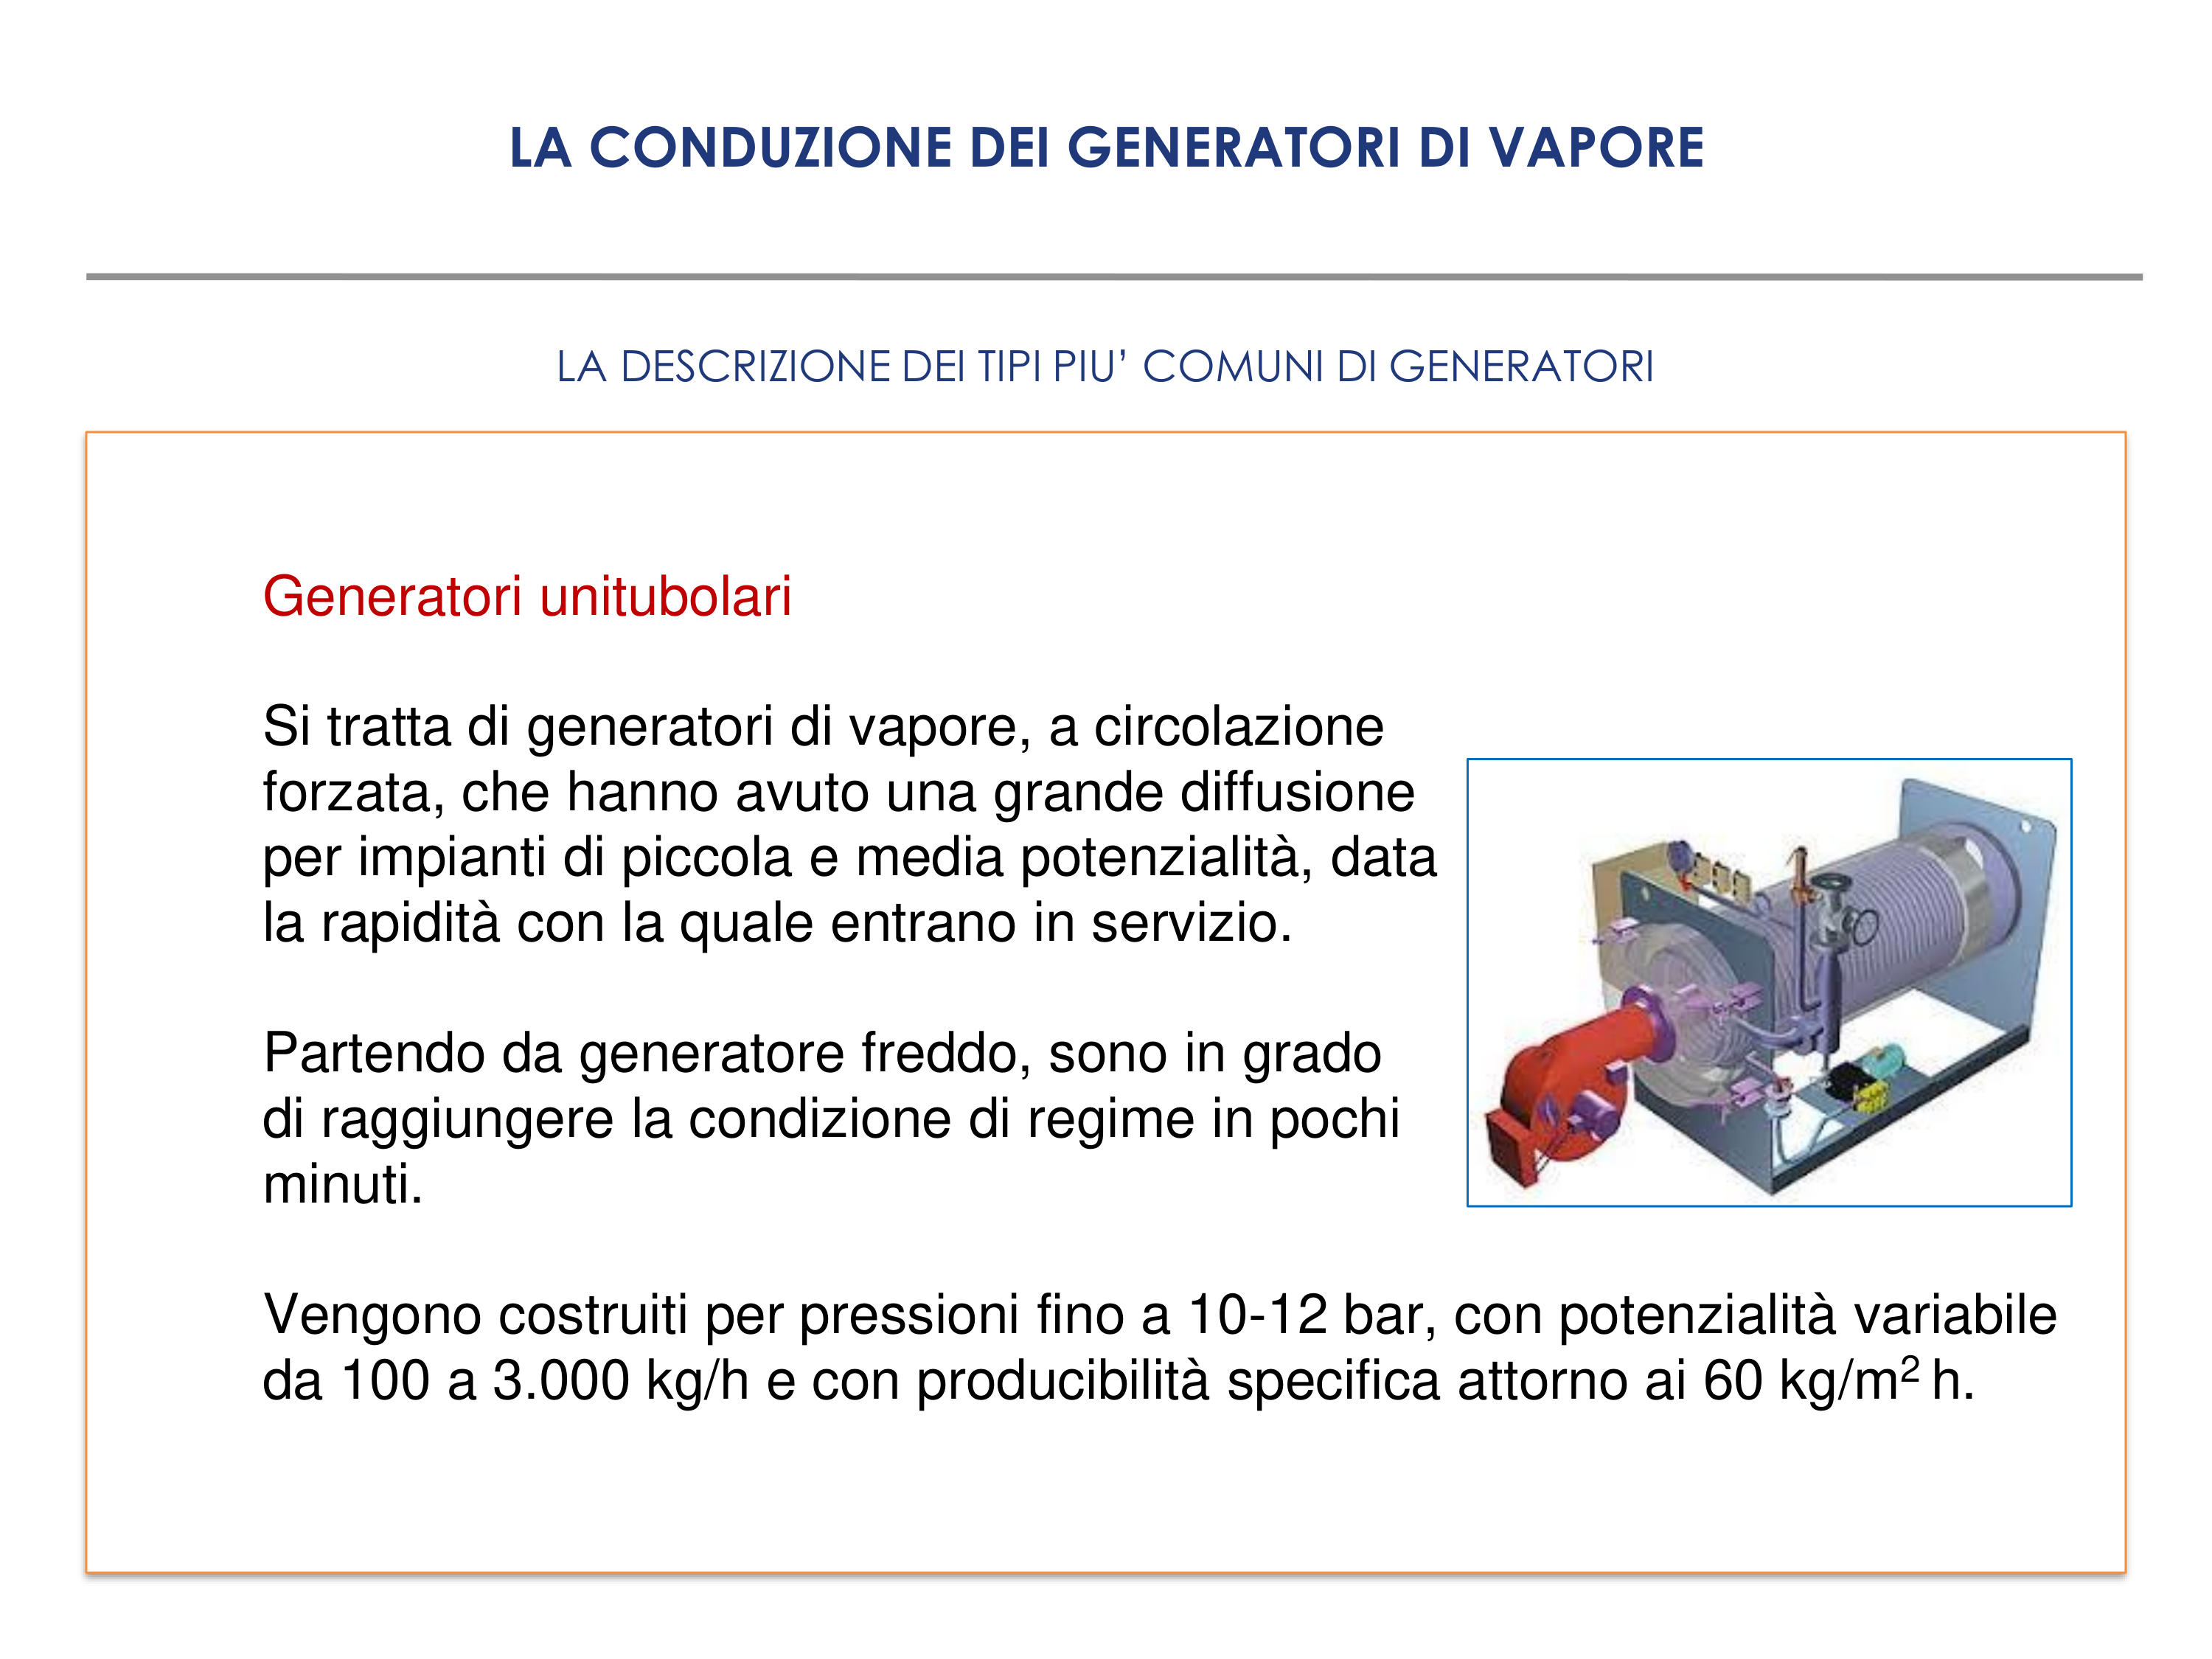 LA CONDUZIONE DEI GENERATORI DI VAPORE
LA DESCRIZIONE DEI TIPI PIU’ COMUNI DI GENERATORI
Generatori unitubolari
Si tratta di generatori di vapore, a circolazione
forzata, che hanno avuto una grande diffusione
per impianti di piccola e media potenzialità, data
la rapidità con la quale entrano in servizio.
Partendo da generatore freddo, sono in grado
di raggiungere la condizione di regime in pochi
minuti.
Vengono costruiti per pressioni fino a 10-12 bar, con potenzialità variabile
da 100 a 3.000 kg/h e con producibilità specifica attorno ai 60 kg/m² h.